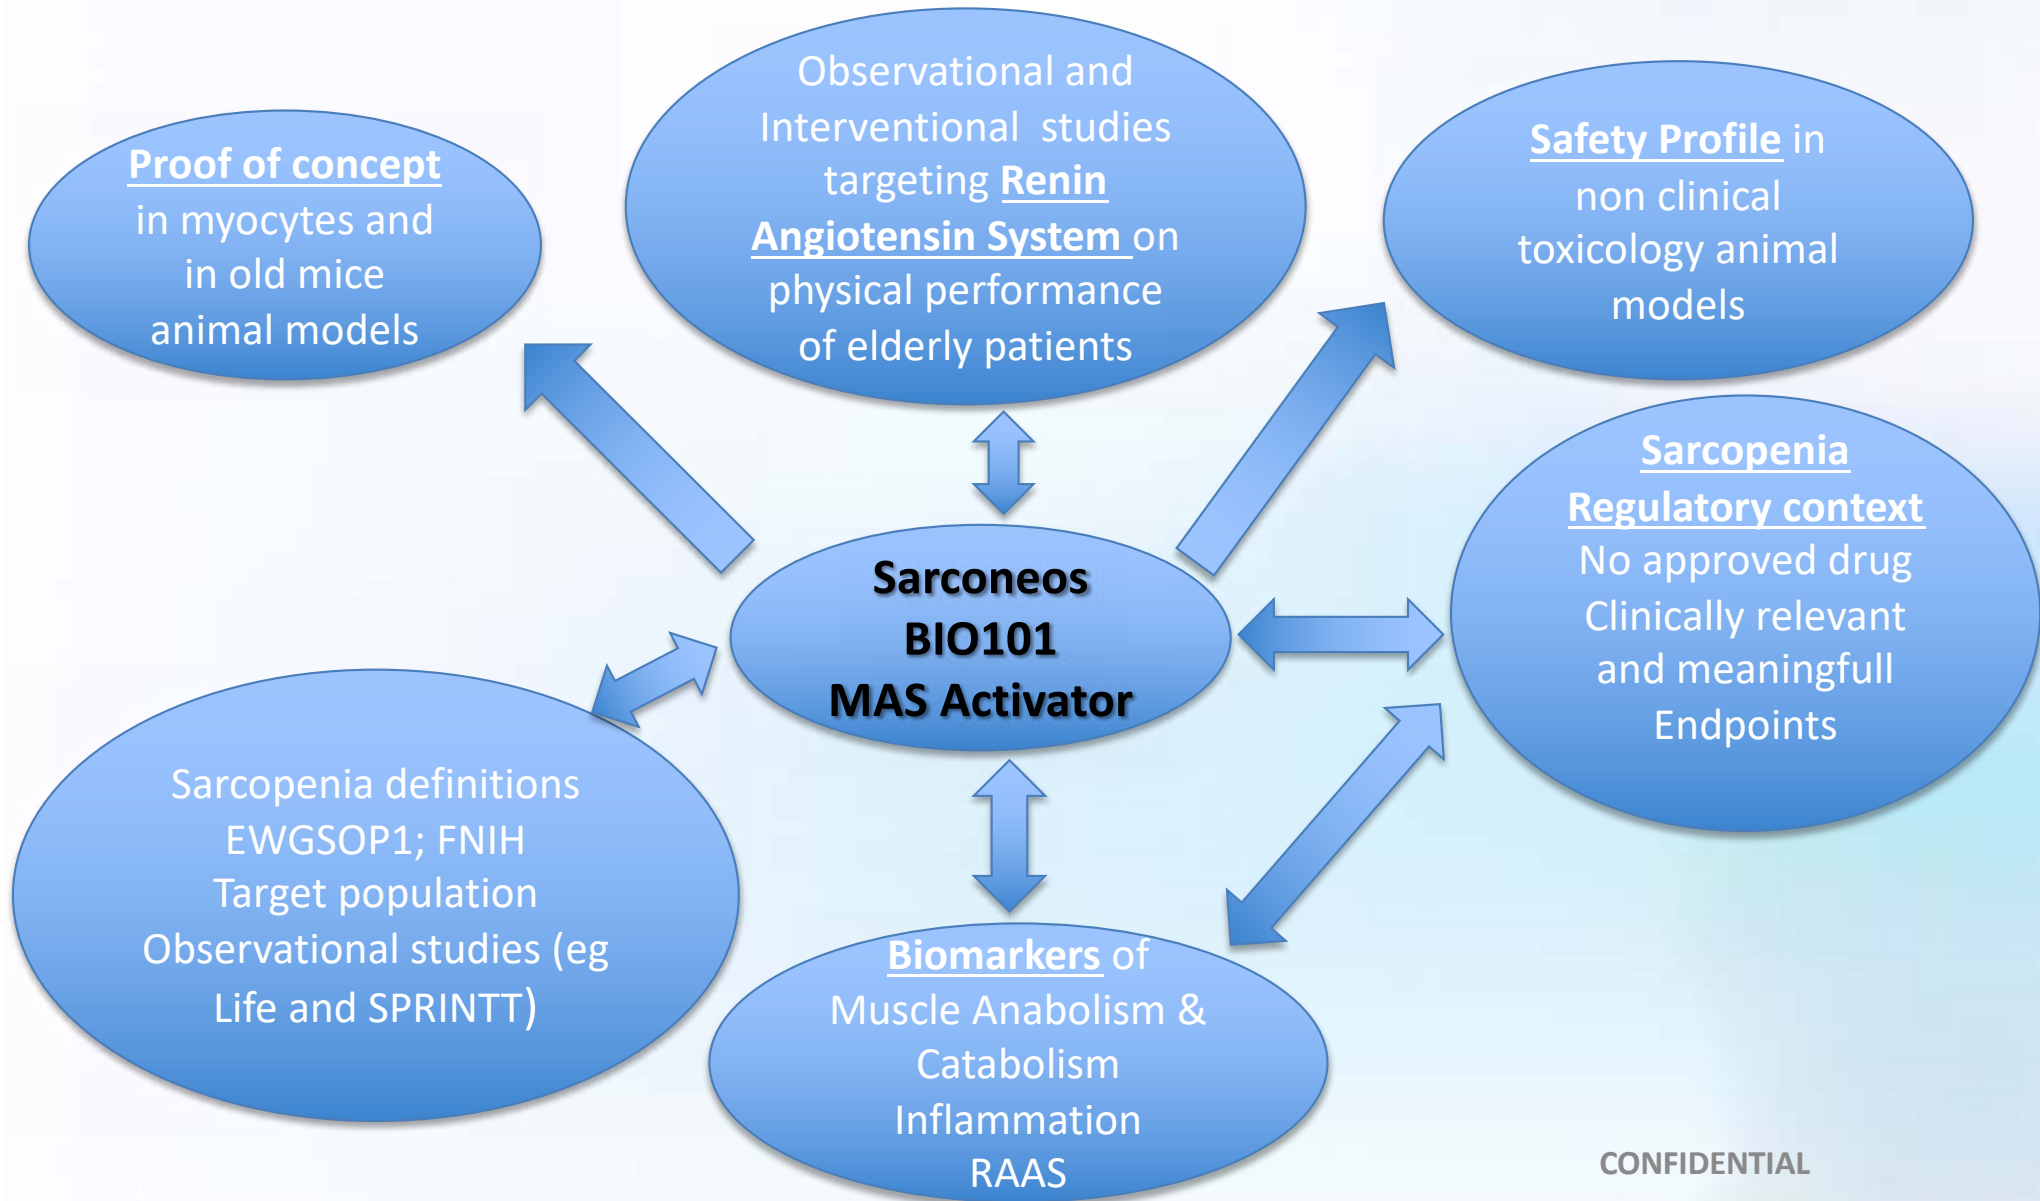 Proof of concept
in myocytes and
in old mice
animal models
Observational and
Interventional studies
targeting Renin
Angiotensin System on
physical performance
of elderly patients
Safety Profile in
non clinical
toxicology animal
models
Sarcopenia
Regulatory context
No approved drug
Clinically relevant
and meaningfull
Endpoints
Sarconeos
BIO101
MAS Activator
Sarcopenia definitions
EWGSOP1; FNIH
Target population
Observational studies (eg
Life and SPRINTT)
Biomarkers of
Muscle Anabolism &
Catabolism
Inflammation
RAAS
CONFIDENTIAL
3